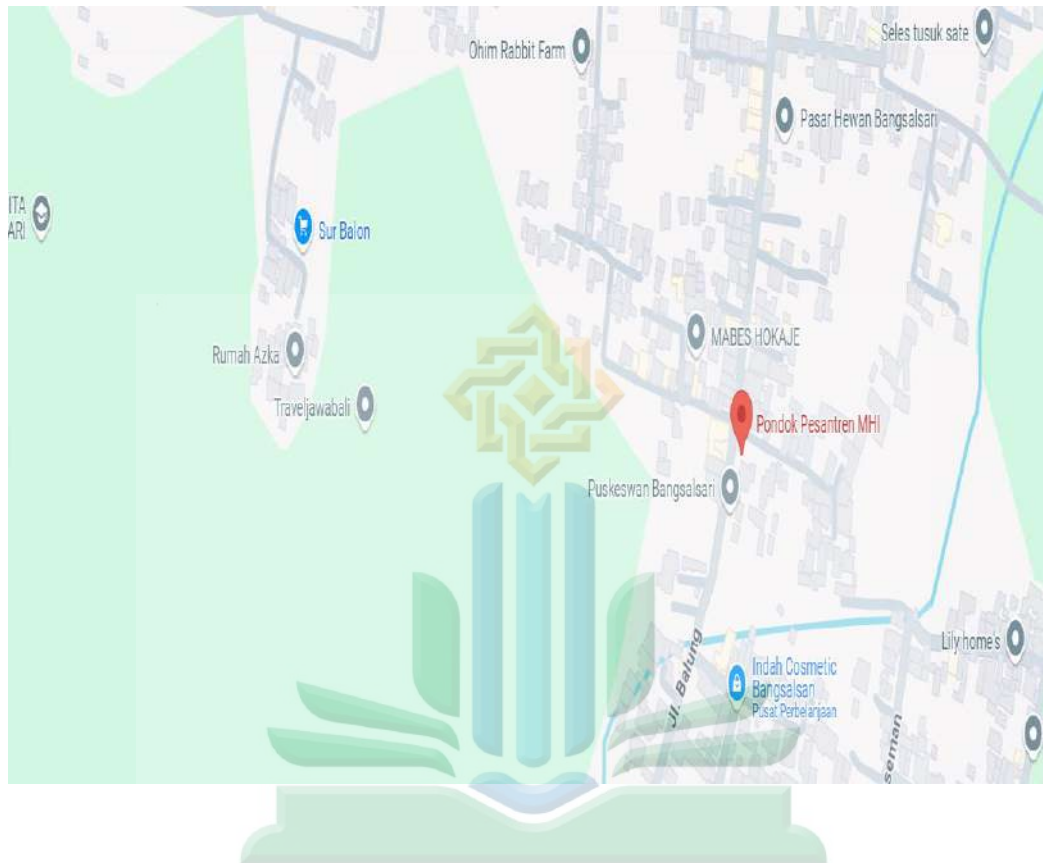 Ohim Rabbit Farm
Seles tusuk sate
Pasar Hewan Bangsalsari
ITA
ARI
Sur Balon
MABES HOKAJE
Rumah Azka
Traveljawabali
Pondok Pesantren MHI
Puskeswan Bangsalsari
Jl. Balung
Indah Cosmetic
Bangsalsari
Pusat Perbelanjaan
Lily home's
seman